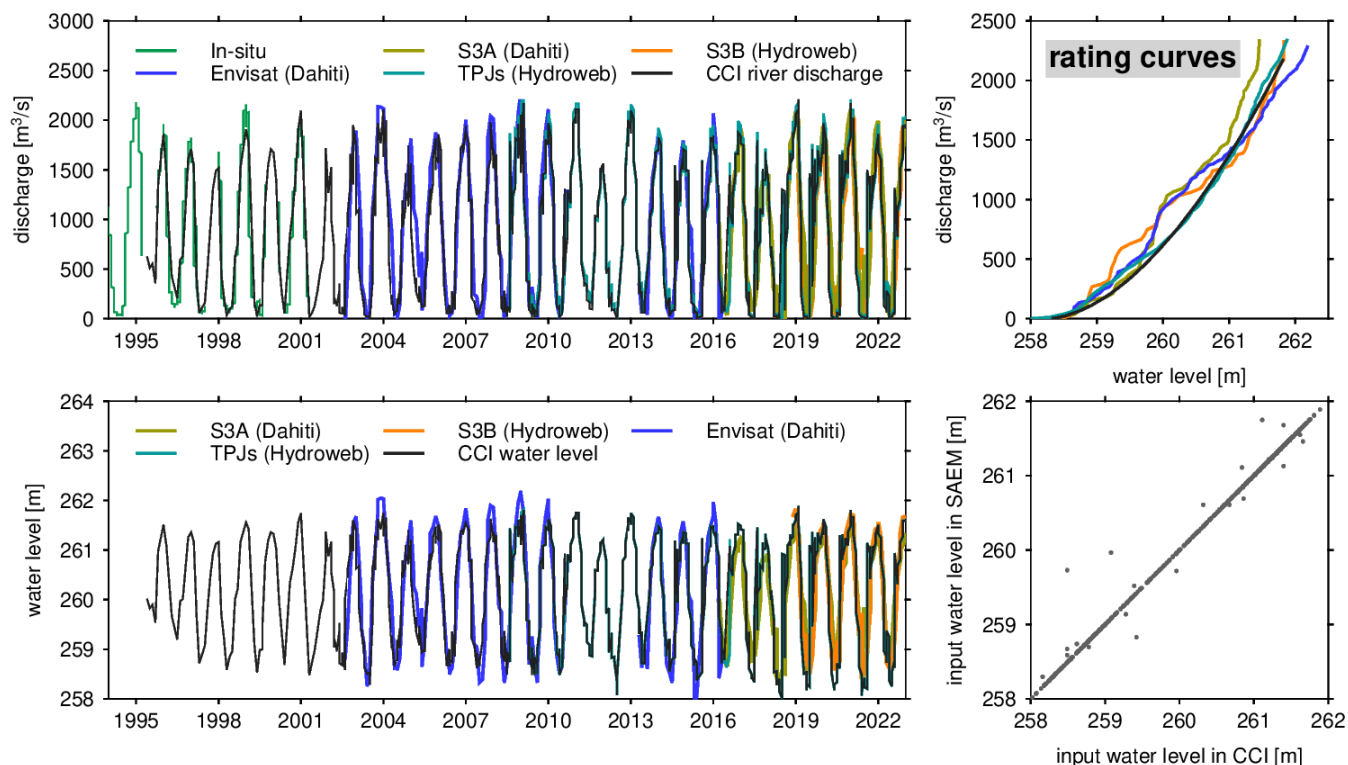 3000
2500
2000
1500
1000
500
0
discharge [m³/s]
In-situ
S3A (Dahiti)
S3B (Hydroweb)
Envisat (Dahiti)
TPJs (Hydroweb)
CCI river discharge
1995 1998 2001 2004 2007 2010 2013 2016 2019 2022
2500
2000
1500
1000
500
0
discharge [m³/s]
rating curves
258 259 260 261 262
water level [m]
264
263
262
261
260
259
258
water level [m]
S3A (Dahiti)
S3B (Hydroweb)
Envisat (Dahiti)
TPJs (Hydroweb)
CCI water level
1995 1998 2001 2004 2007 2010 2013 2016 2019 2022
262
261
260
259
258
input water level in SAEM [m]
258 259 260 261 262
input water level in CCI [m]